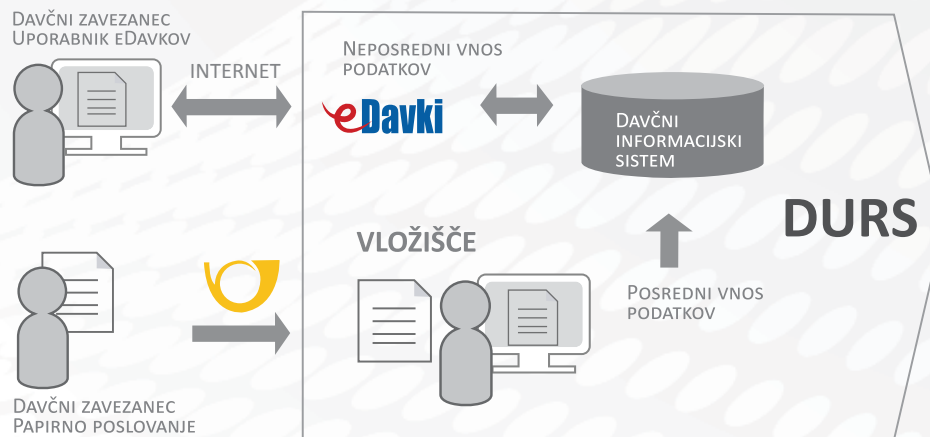 DAVČNI ZAVEZANEC
UPORABNIK EDAVKOV
INTERNET
NEPOSREDNI VNOS
PODATKOV
eDavki
DAVČNI
INFORMACIJSKI
SISTEM
DURS
VLOŽIŠČE
POSREDNI VNOS
PODATKOV
DAVČNI ZAVEZANEC
PAPIRNO POSLOVANJE